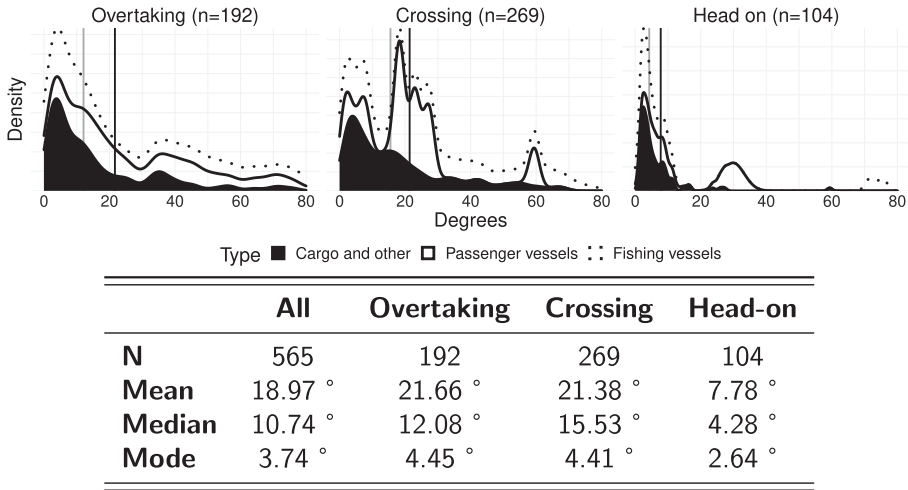 Overtaking (n=192) Crossing (n=269) Head on (n=104)
Density
0 20 40 60 80 0 20 40 60 80 0 20 40 60 80
Degrees
Type Cargo and other Passenger vessels Fishing vessels
All Overtaking Crossing Head-on
N 565 192 269 104
Mean 18.97 ° 21.66 ° 21.38 ° 7.78 °
Median 10.74 ° 12.08 ° 15.53 ° 4.28 °
Mode 3.74 ° 4.45 ° 4.41 ° 2.64 °